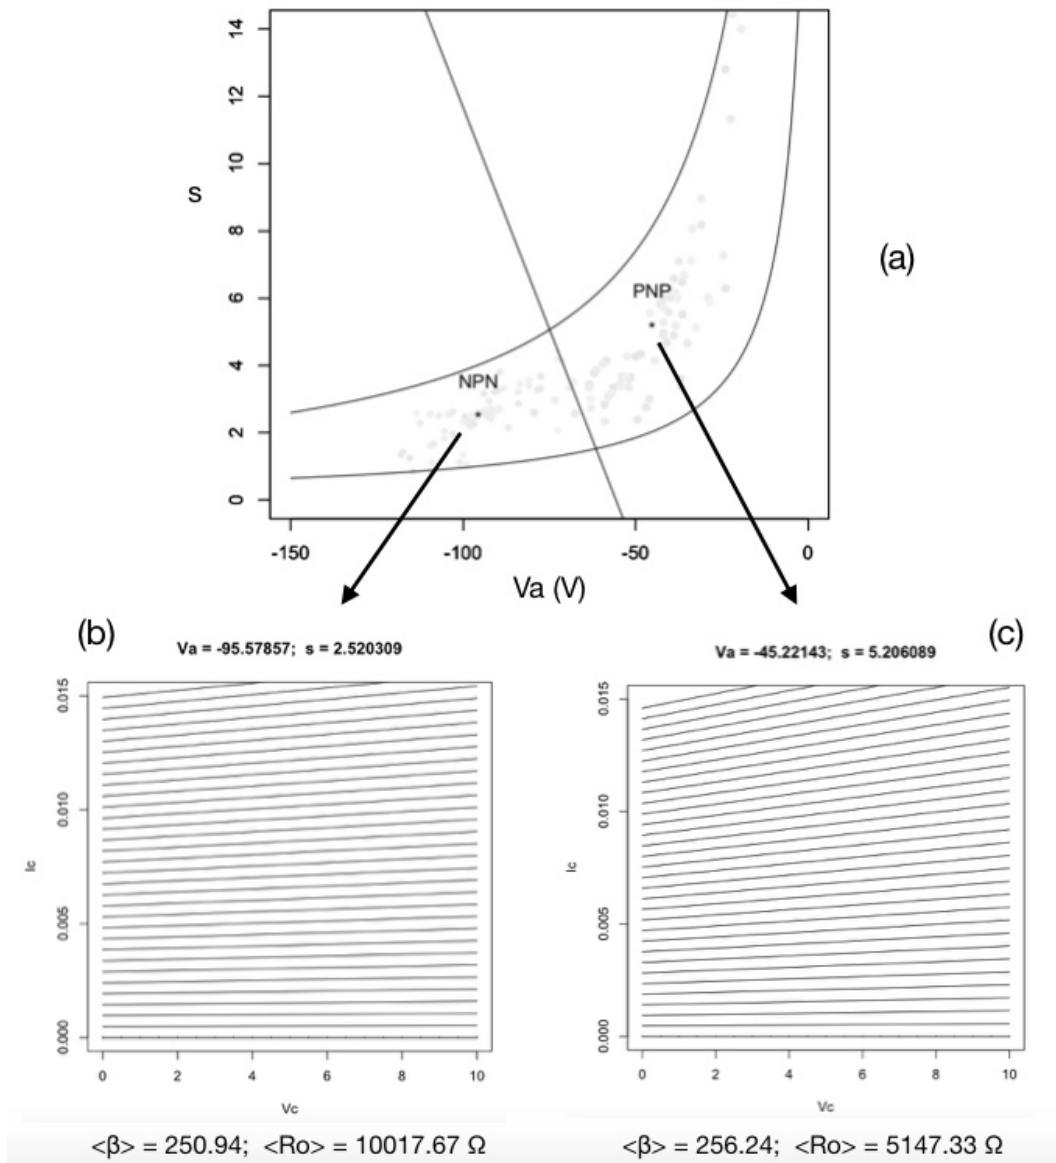 14
12
10
8
6
4
2
0
s
(a)
PNP
NPN
-150 -100 -50 0
Va (V)
(b)
Va = -95.57857; s = 2.520309
0.015
0.010
0.005
0.000
Ic
0 2 4 6 8 10
Vc
<β> = 250.94; <Ro> = 10017.67 Ω
(c)
Va = -45.22143; s = 5.206089
0.015
0.010
0.005
0.000
Ic
0 2 4 6 8 10
Vc
<β> = 256.24; <Ro> = 5147.33 Ω